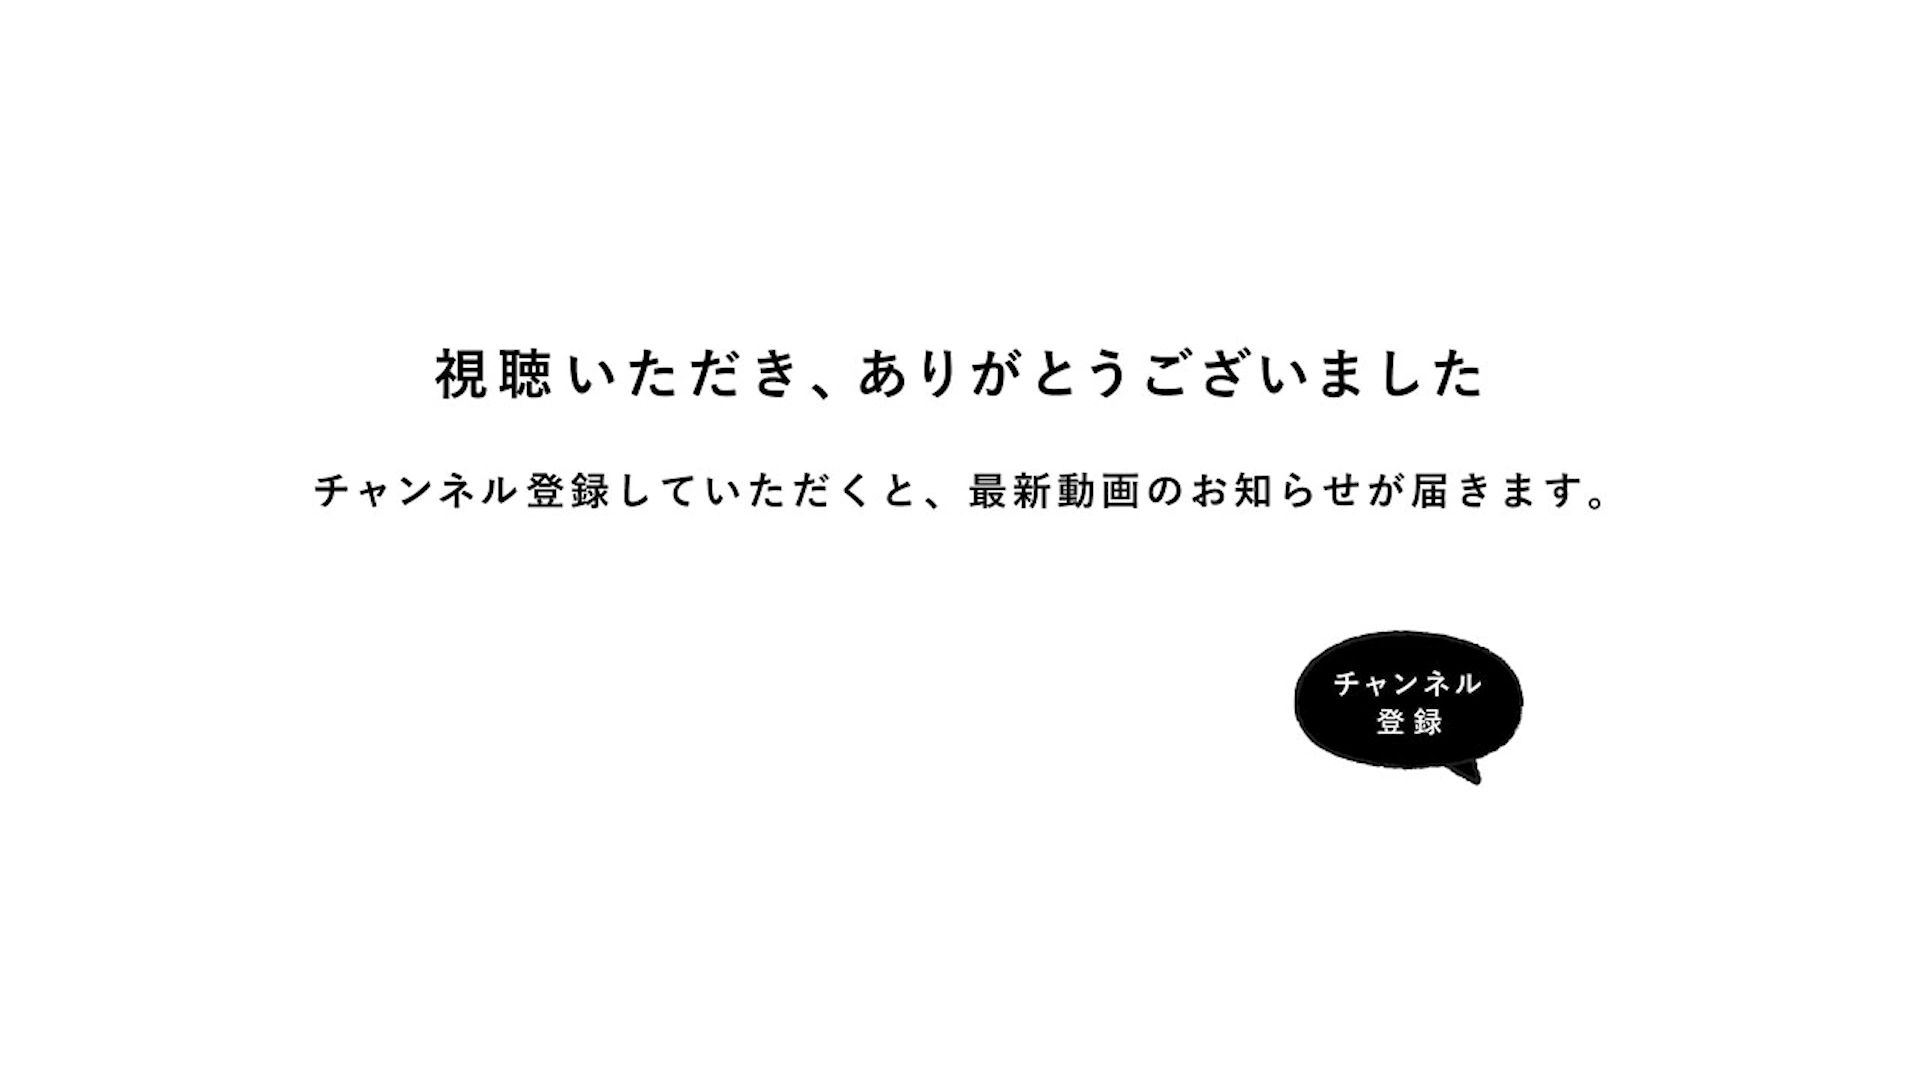 視聴いただき、ありがとうございました
チャンネル登録していただくと、最新動画のお知らせが届きます。
チャンネル
登録